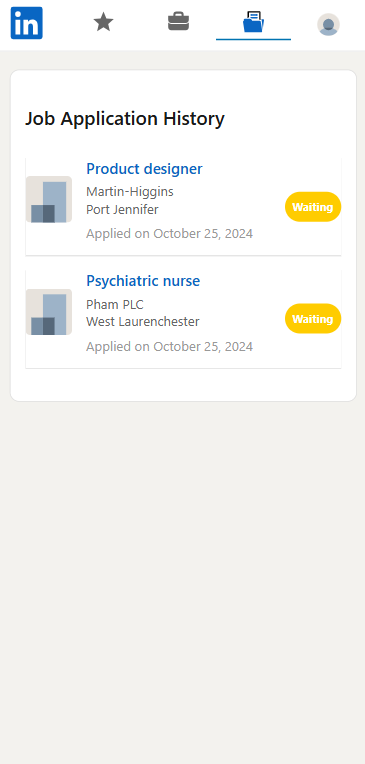 in
Job Application History
Product designer
Martin-Higgins
Port Jennifer
Waiting
Applied on October 25, 2024
Psychiatric nurse
Pham PLC
West Laurenchester
Waiting
Applied on October 25, 2024